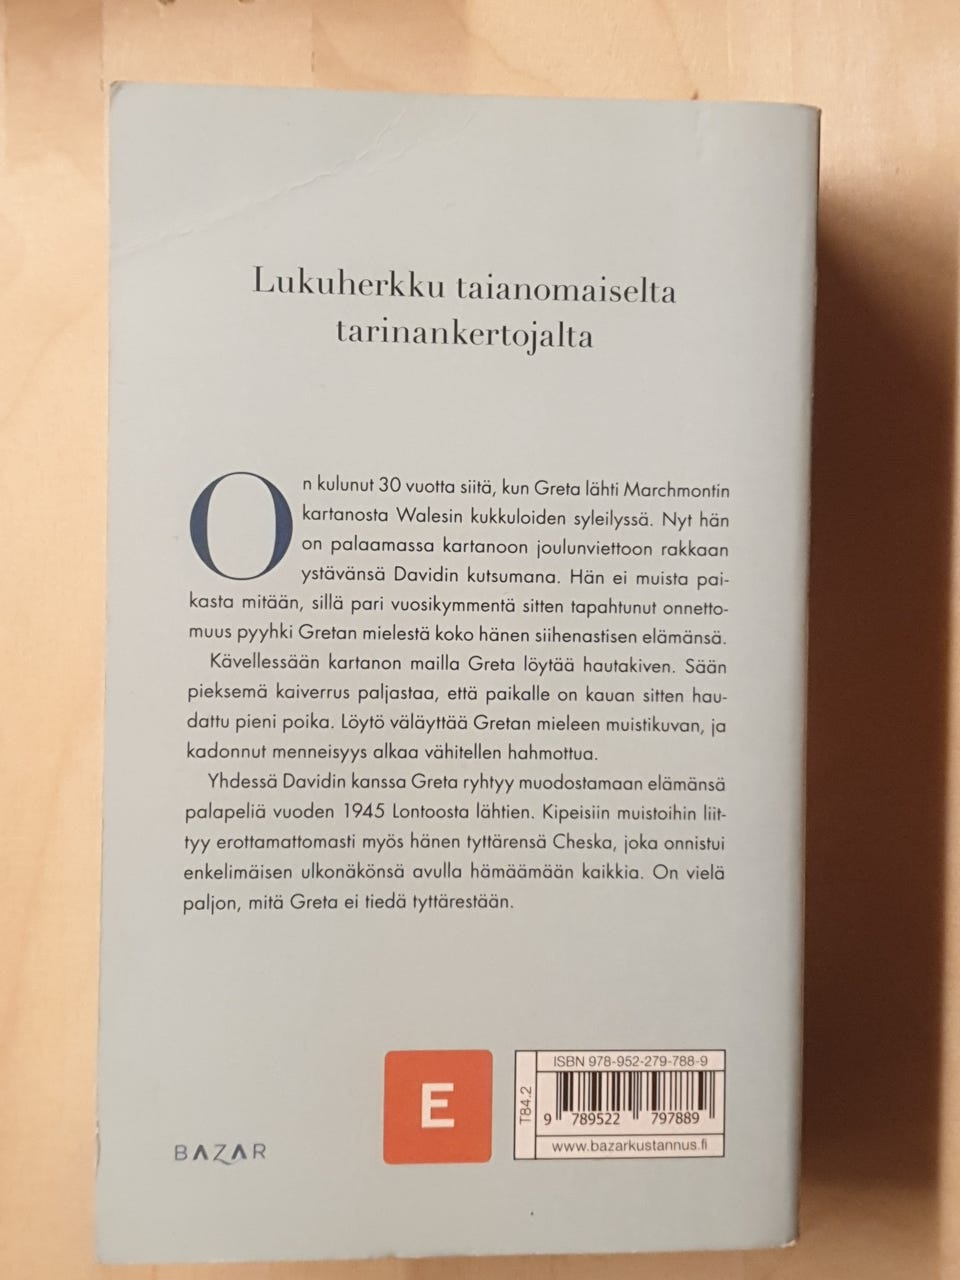 Lukuherkku taianomaiselta
tarinankertojalta
On kulunut 30 vuotta siitä, kun Greta lähti Marchmontin
kartanosta Walesin kukkuloiden syleilyssä. Nyt hän
on palaamassa kartanoon joulunviettoon rakkaan
ystävänsä Davidin kutsumana. Hän ei muista pai-
kasta mitään, sillä pari vuosikymmentä sitten tapahtunut onnetto-
muus pyyhki Gretan mielestä koko hänen siihenastisen elämänsä.
Kävellessään kartanon mailla Greta löytää hautakiven. Sään
pieksemä kaiverrus paljastaa, että paikalle on kauan sitten hau-
dattu pieni poika. Löytö väläyttää Gretan mieleen muistikuvan, ja
kadonnut menneisyys alkaa vähitellen hahmottua.
Yhdessä Davidin kanssa Greta ryhtyy muodostamaan elämänsä
palapeliä vuoden 1945 Lontoosta lähtien. Kipeisiin muistoihin liit-
tyy erottamattomasti myös hänen tyttärensä Cheska, joka onnistui
enkelimäisen ulkonäkönsä avulla hämäämään kaikkia. On vielä
paljon, mitä Greta ei tiedä tyttärestään.
BAZAR
E
T84.2
ISBN 978-952-279-788-9
9 789522 797889
www.bazarkustannus.fi